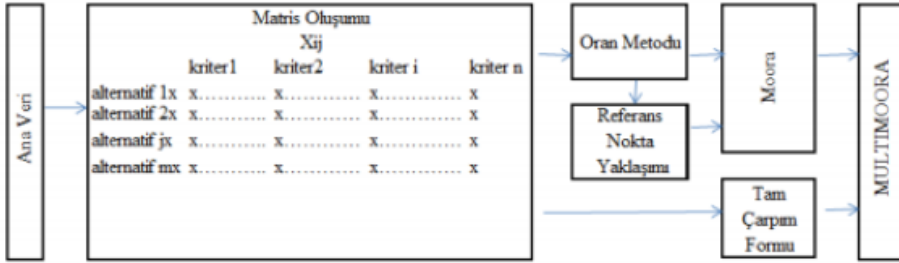 Ana Veri
Matris Oluşumu
Xij
kriter1 kriter2 kriter i kriter n
alternatif 1x x………… x………… x………… x
alternatif 2x x………… x………… x………… x
alternatif jx x………… x………… x………… x
alternatif mx x………… x………… x………… x
Oran Metodu
Referans
Nokta
Yaklaşımı
Moora
Tam
Çarpım
Formu
MULTIMOORA